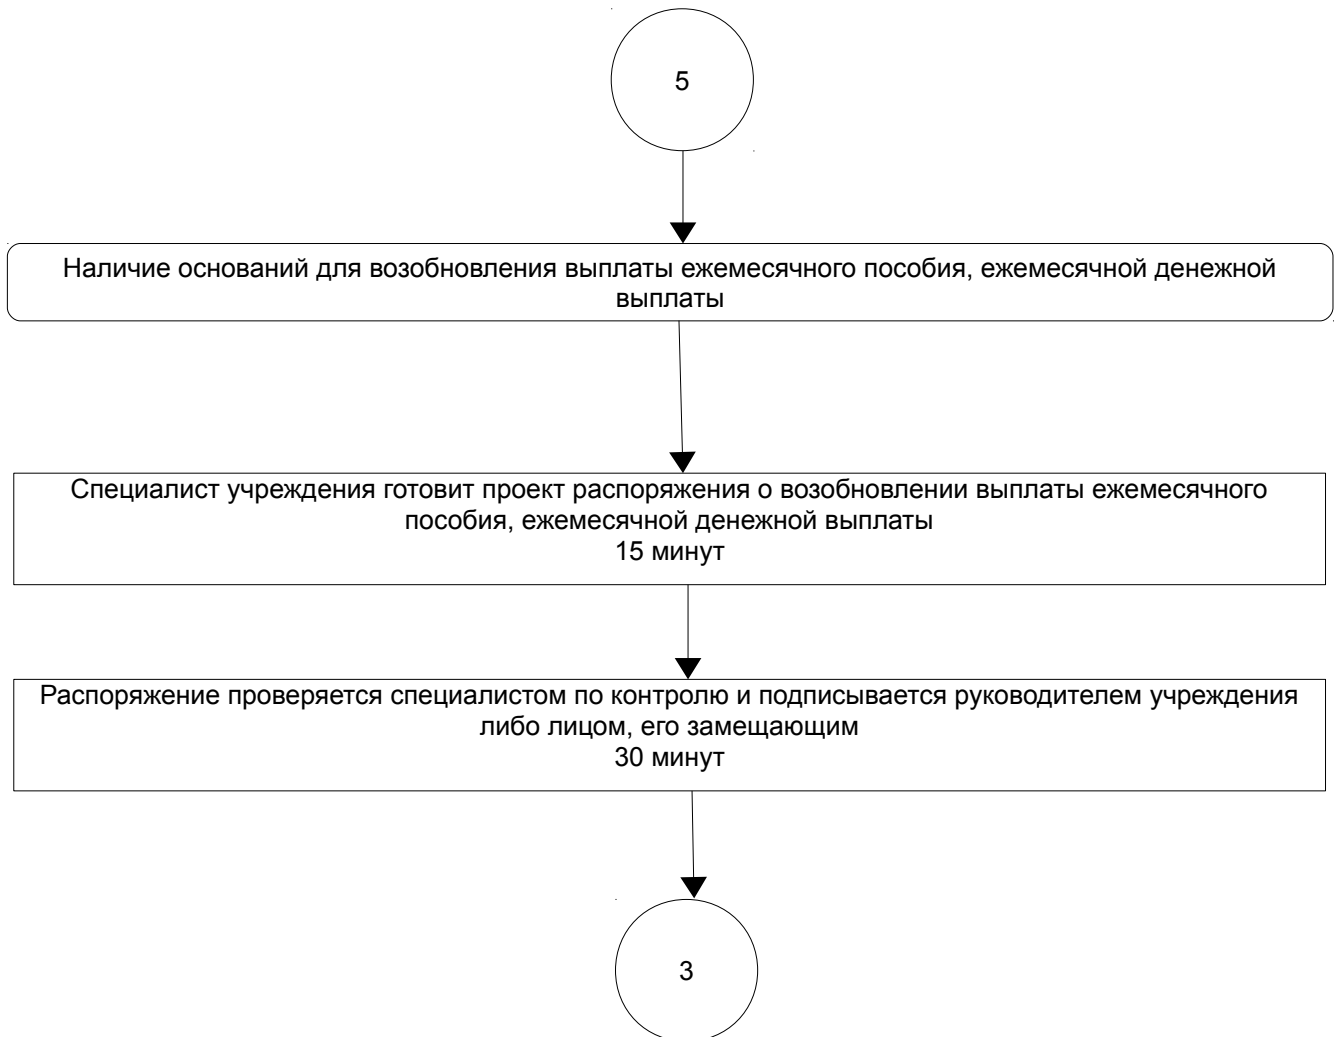 5
Наличие оснований для возобновления выплаты ежемесячного пособия, ежемесячной денежной
выплаты
Специалист учреждения готовит проект распоряжения о возобновлении выплаты ежемесячного
пособия, ежемесячной денежной выплаты
15 минут
Распоряжение проверяется специалистом по контролю и подписывается руководителем учреждения
либо лицом, его замещающим
30 минут
3